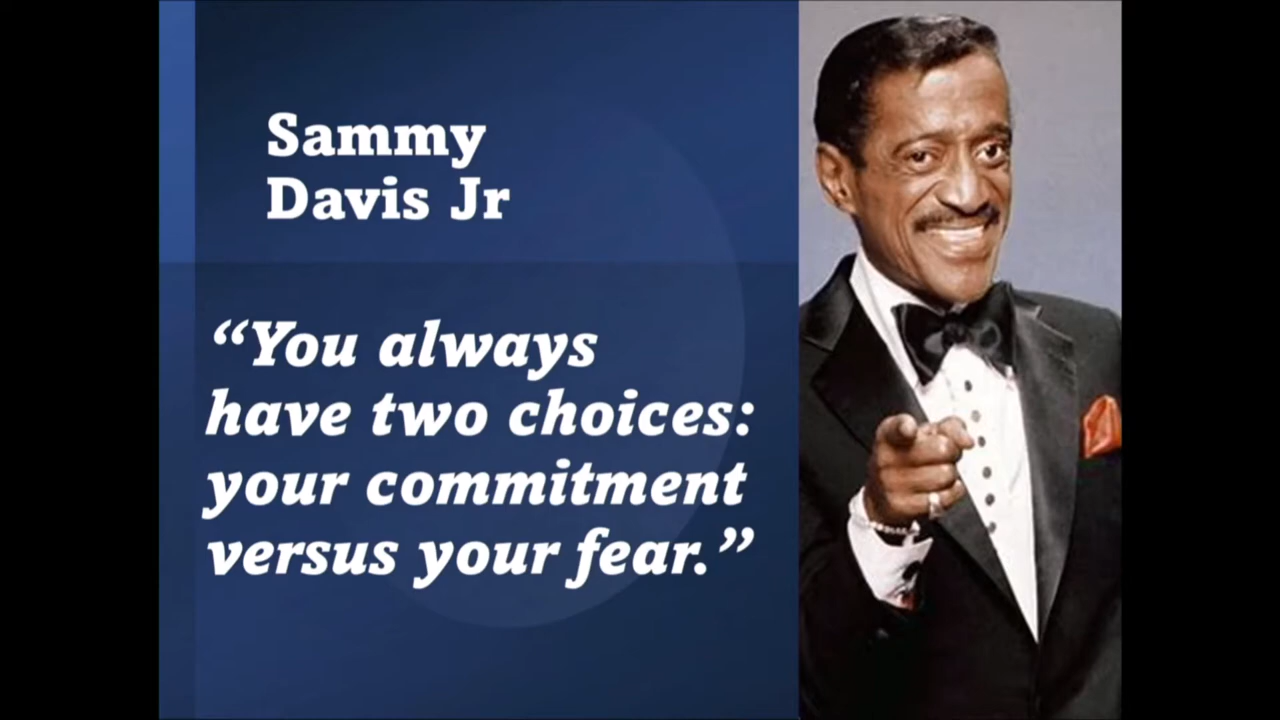 Sammy
Davis Jr
“You always
have two choices:
your commitment
versus your fear.”